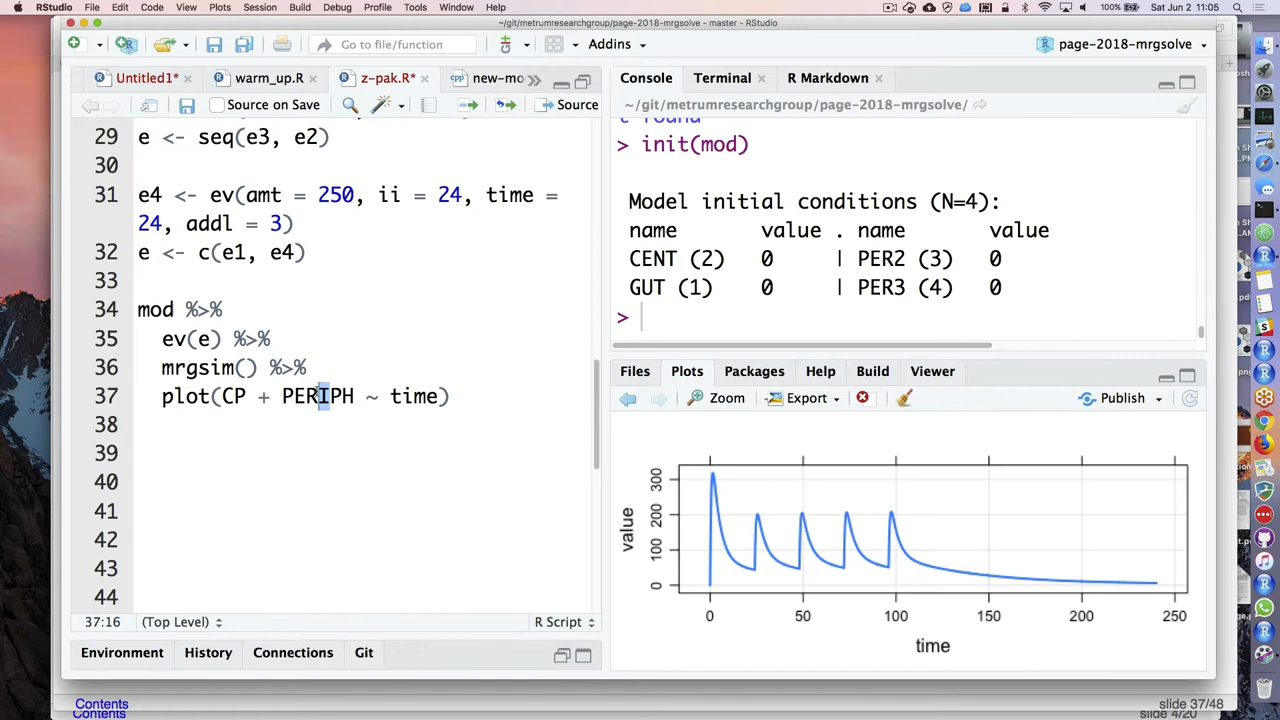 RStudio File Edit Code View Plots Session Build Debug Profile Tools Window Help 100% Sat Jun 2 11:05
~/git/metrumresearchgroup/page-2018-mrgsolve - master - RStudio
Go to file/function Addins page-2018-mrgsolve
Untitled1* warm_up.R z-pak.R* new-mo
Source on Save Source
29 e <- seq(e3, e2)
30
31 e4 <- ev(amt = 250, ii = 24, time =
24, addl = 3)
32 e <- c(e1, e4)
33
34 mod %>%
35 ev(e) %>%
36 mrgsim() %>%
37 plot(CP + PERIPH ~ time)
38
39
40
41
42
43
44
37:16 (Top Level) R Script
Environment History Connections Git
Console Terminal R Markdown
~/git/metrumresearchgroup/page-2018-mrgsolve/
> init(mod)
Model initial conditions (N=4):
name value . name value
CENT (2) 0 | PER2 (3) 0
GUT (1) 0 | PER3 (4) 0
>
Files Plots Packages Help Build Viewer
Zoom Export Publish
value
300
200
100
0
0 50 100 150 200 250
time
Contents
Contents
slide 37/48
slide 4/20